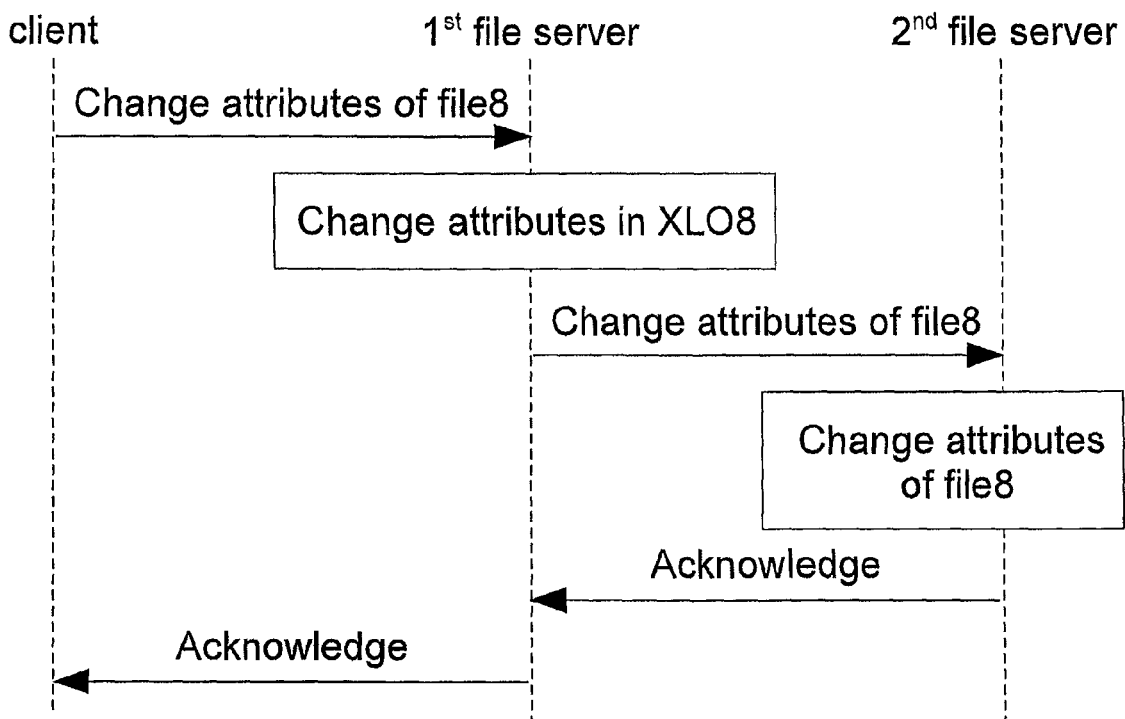 client
1st file server
2nd file server
Change attributes of file8
Change attributes in XLO8
Change attributes of file8
Change attributes
of file8
Acknowledge
Acknowledge